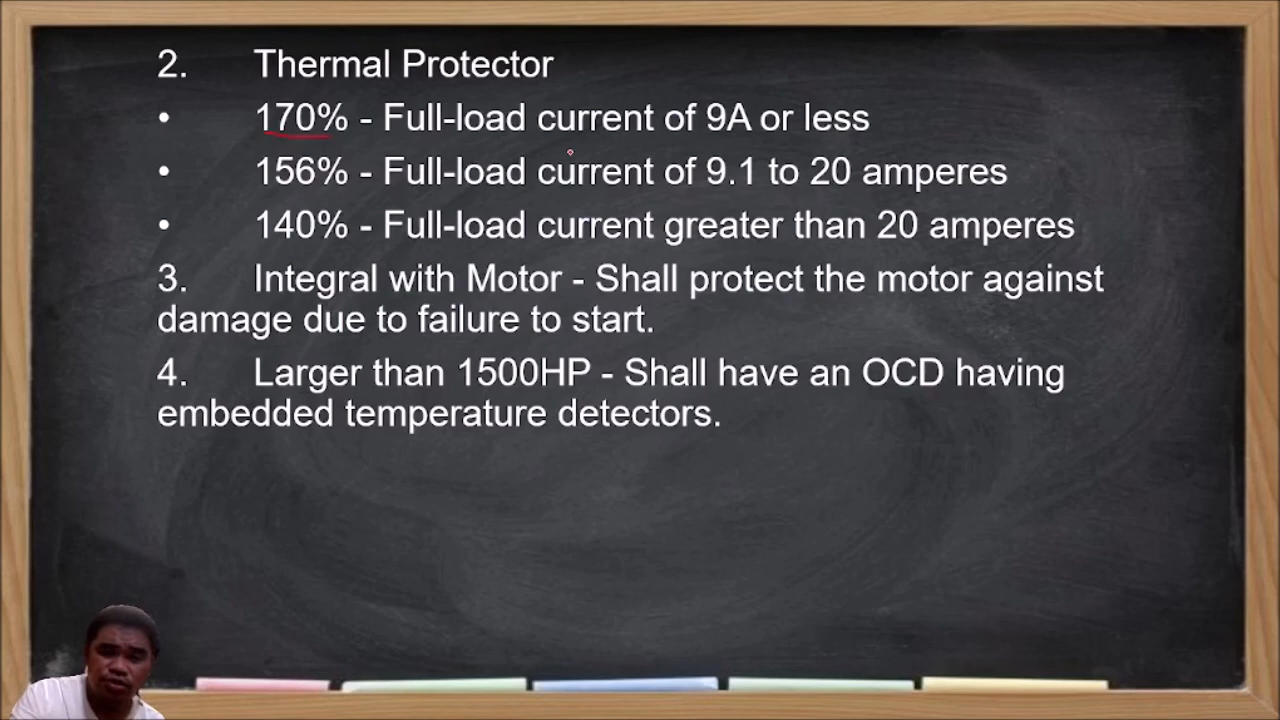 2. Thermal Protector
• 170% - Full-load current of 9A or less
• 156% - Full-load current of 9.1 to 20 amperes
• 140% - Full-load current greater than 20 amperes
3. Integral with Motor - Shall protect the motor against
damage due to failure to start.
4. Larger than 1500HP - Shall have an OCD having
embedded temperature detectors.